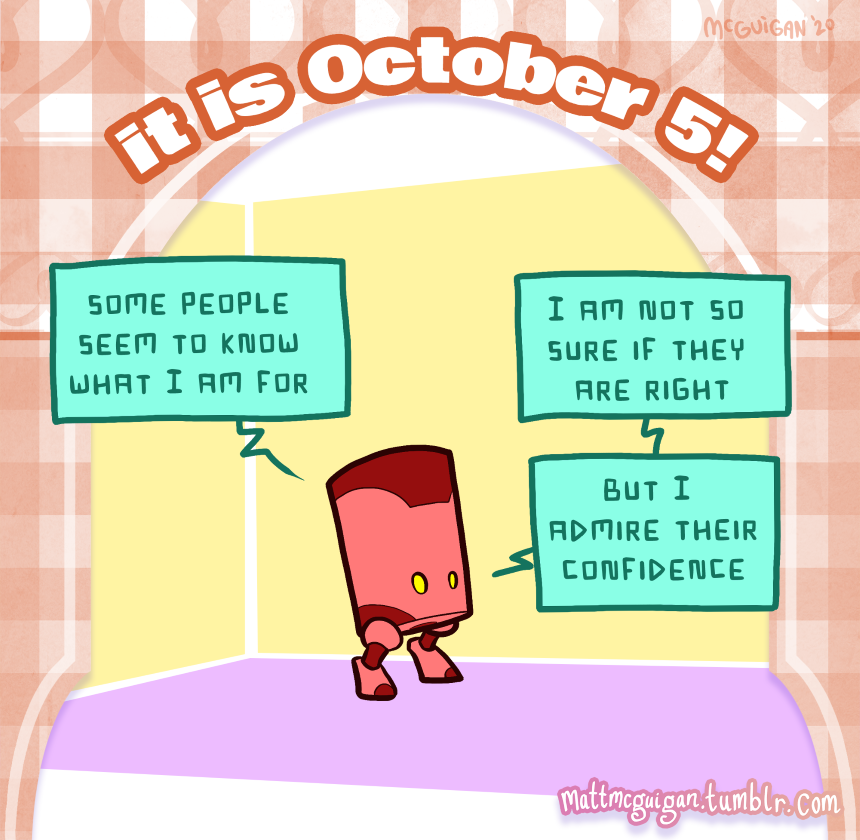 McGUIGAN '20
it is October 5!
SOME PEOPLE
SEEM TO KNOW
WHAT I AM FOR
I AM NOT SO
SURE IF THEY
ARE RIGHT
BUT I
ADMIRE THEIR
CONFIDENCE
mattmcguigan.tumblr.com